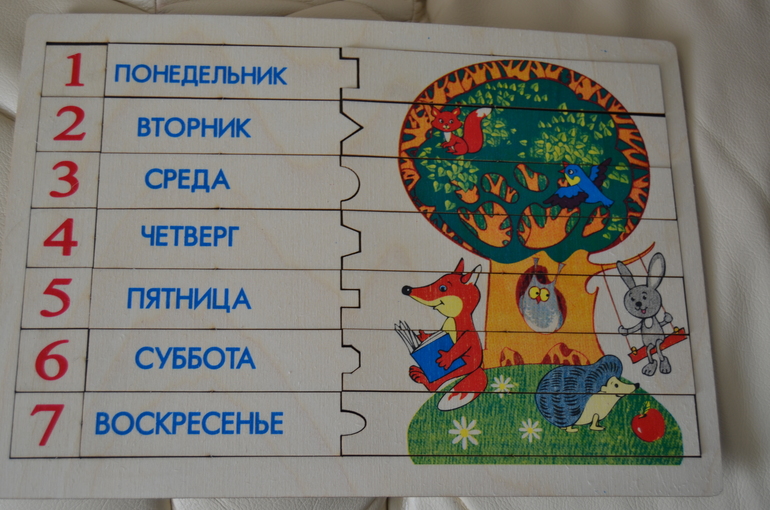 1 ПОНЕДЕЛЬНИК
2 ВТОРНИК
3 СРЕДА
4 ЧЕТВЕРГ
5 ПЯТНИЦА
6 СУББОТА
7 ВОСКРЕСЕНЬЕ